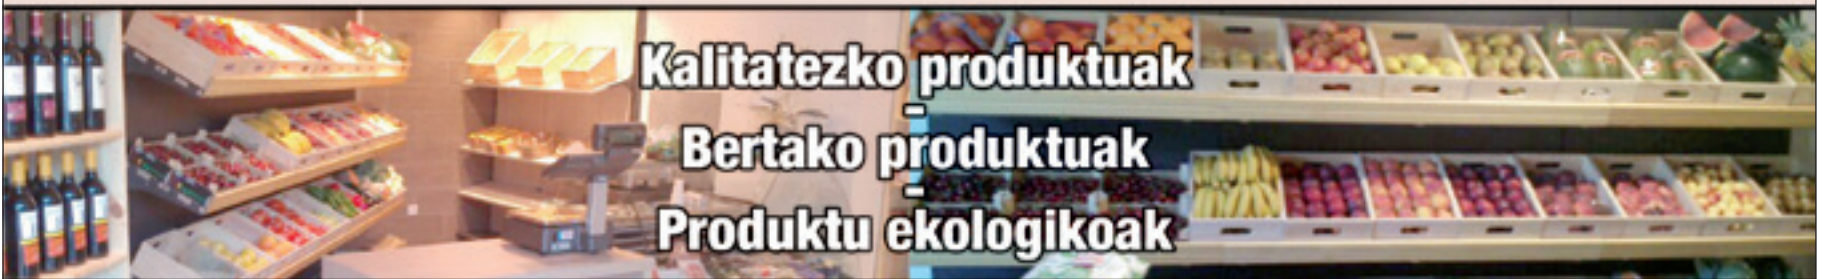 Kalitatezko produktuak
-
Bertako produktuak
-
Produktu ekologikoak